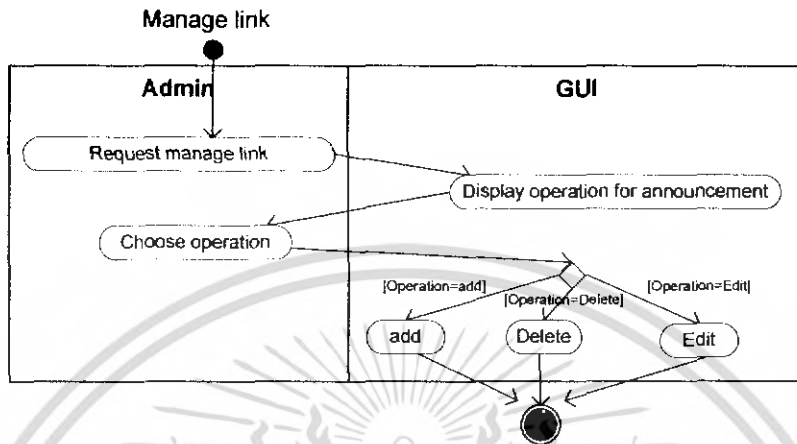 Manage link
Admin
GUI
Request manage link
Display operation for announcement
Choose operation
[Operation=add]
[Operation=Delete]
[Operation=Edit]
add
Delete
Edit